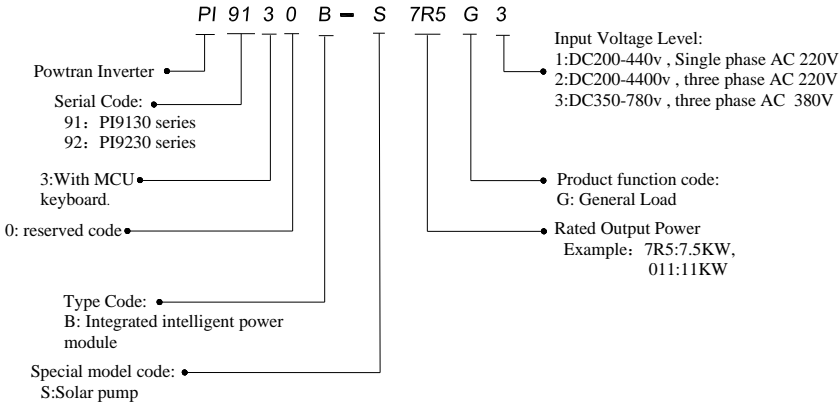 PI 91 3 0 B – S 7R5 G 3
Input Voltage Level:
1:DC200-440v , Single phase AC 220V
2:DC200-4400v , three phase AC 220V
3:DC350-780v , three phase AC 380V
Powtran Inverter
Serial Code:
91：PI9130 series
92：PI9230 series
3:With MCU
keyboard.
Product function code:
G: General Load
0: reserved code
Rated Output Power
Example：7R5:7.5KW,
011:11KW
Type Code:
B: Integrated intelligent power
module
Special model code:
S:Solar pump